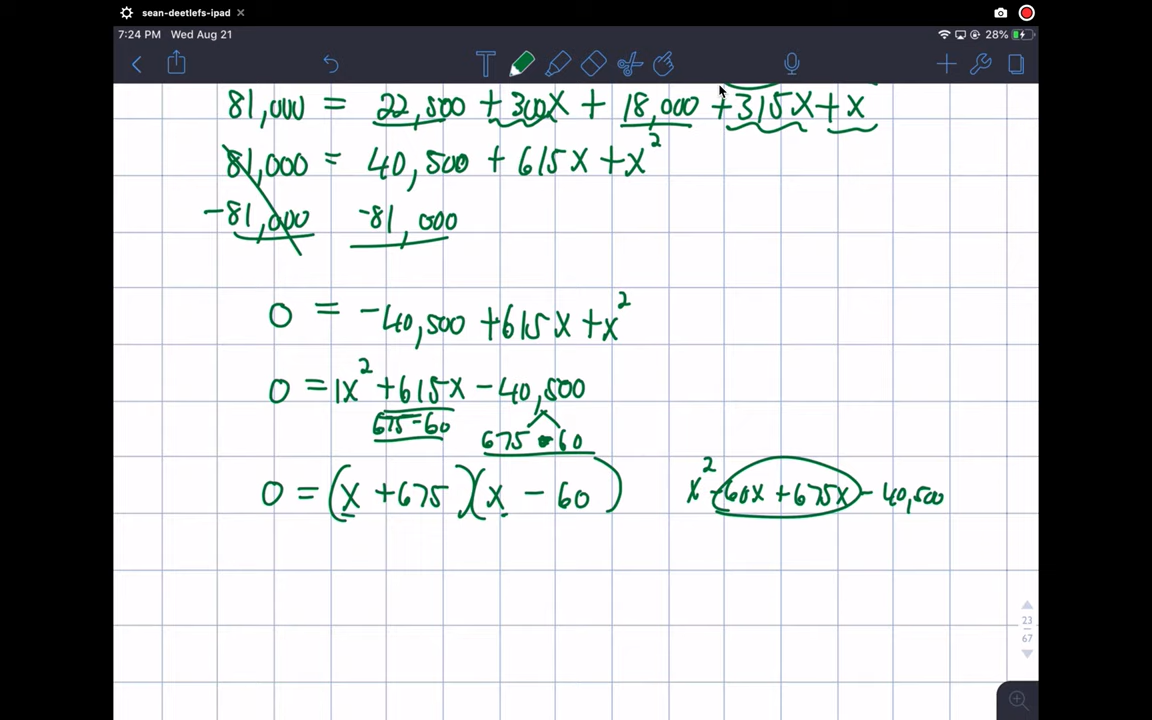 sean-deetlefs-ipad ×
7:24 PM Wed Aug 21 28%
81,000 = 22,500 + 300x + 18,000 + 315x + x
81,000 = 40,500 + 615x + x²
-81,000 -81,000
0 = -40,500 + 615x + x²
0 = 1x² + 615x - 40,500
675-60 675 • -60
0 = (x + 675)(x - 60) x² - 60x + 675x - 40,500
23
67